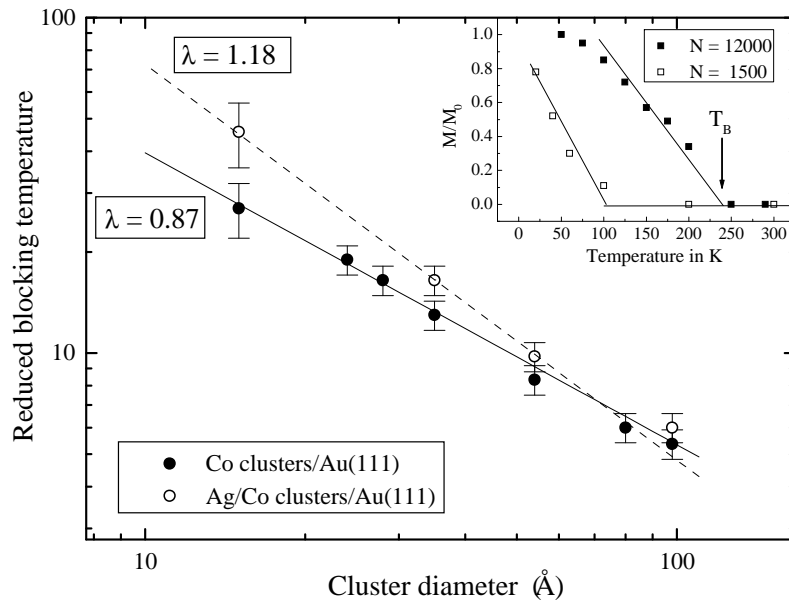 100
10
Reduced blocking temperature
λ = 1.18
λ = 0.87
Co clusters/Au(111)
Ag/Co clusters/Au(111)
10
100
Cluster diameter (Å)
1.0
0.8
0.6
0.4
0.2
0.0
M/M₀
N = 12000
N = 1500
T_B
0
50
100
150
200
250
300
Temperature in K